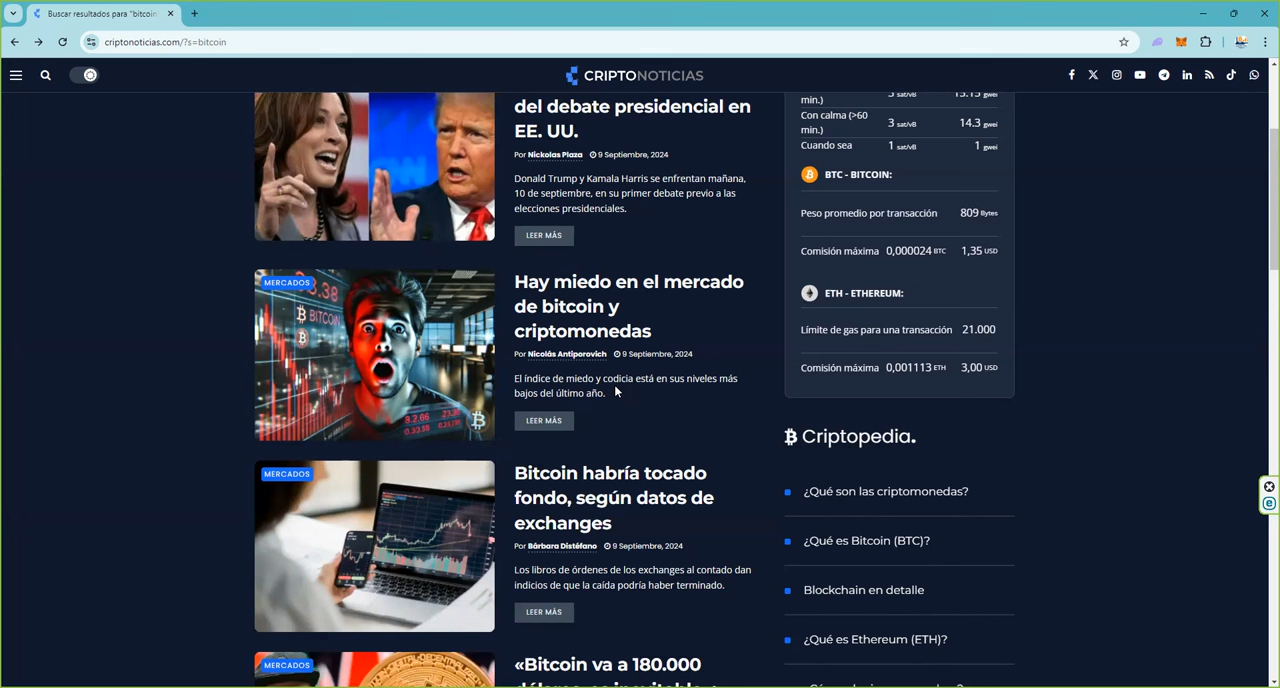 Buscar resultados para "bitcoin
criptonoticias.com/?s=bitcoin
CRIPTONOTICIAS
del debate presidencial en
EE. UU.
Por Nickolas Plaza 9 Septiembre, 2024
Donald Trump y Kamala Harris se enfrentan mañana,
10 de septiembre, en su primer debate previo a las
elecciones presidenciales.
LEER MÁS
MERCADOS
BITCOIN
Hay miedo en el mercado
de bitcoin y
criptomonedas
Por Nicolás Antiporovich 9 Septiembre, 2024
El índice de miedo y codicia está en sus niveles más
bajos del último año.
LEER MÁS
MERCADOS
Bitcoin habría tocado
fondo, según datos de
exchanges
Por Bárbara Distéfano 9 Septiembre, 2024
Los libros de órdenes de los exchanges al contado dan
indicios de que la caída podría haber terminado.
LEER MÁS
MERCADOS
«Bitcoin va a 180.000
min.) sat/vB gwei
Con calma (>60
min.) 3 sat/vB 14.3 gwei
Cuando sea 1 sat/vB 1 gwei
BTC - BITCOIN:
Peso promedio por transacción 809 Bytes
Comisión máxima 0,000024 BTC 1,35 USD
ETH - ETHEREUM:
Límite de gas para una transacción 21.000
Comisión máxima 0,001113 ETH 3,00 USD
Criptopedia.
¿Qué son las criptomonedas?
¿Qué es Bitcoin (BTC)?
Blockchain en detalle
¿Qué es Ethereum (ETH)?